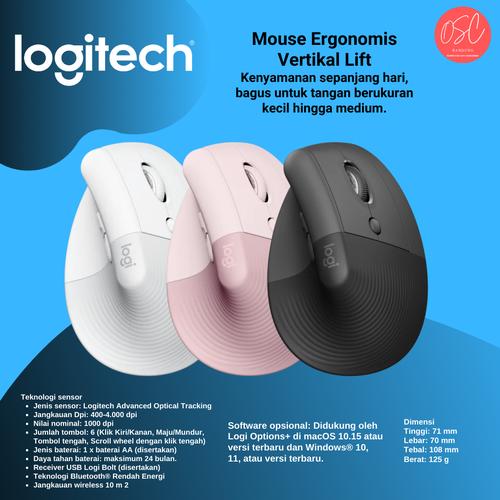 logitech
OSC
BANDUNG
Mouse Ergonomis
Vertikal Lift
Kenyamanan sepanjang hari,
bagus untuk tangan berukuran
kecil hingga medium.
logi
logi
logi
Teknologi sensor
Jenis sensor: Logitech Advanced Optical Tracking
Jangkauan Dpi: 400-4.000 dpi
Nilai nominal: 1000 dpi
Jumlah tombol: 6 (Klik Kiri/Kanan, Maju/Mundur,
Tombol tengah, Scroll wheel dengan klik tengah)
Jenis baterai: 1 x baterai AA (disertakan)
Daya tahan baterai: maksimum 24 bulan.
Receiver USB Logi Bolt (disertakan)
Teknologi Bluetooth® Rendah Energi
Jangkauan wireless 10 m 2
Software opsional: Didukung oleh
Logi Options+ di macOS 10.15 atau
versi terbaru dan Windows® 10,
11, atau versi terbaru.
Dimensi
Tinggi: 71 mm
Lebar: 70 mm
Tebal: 108 mm
Berat: 125 g